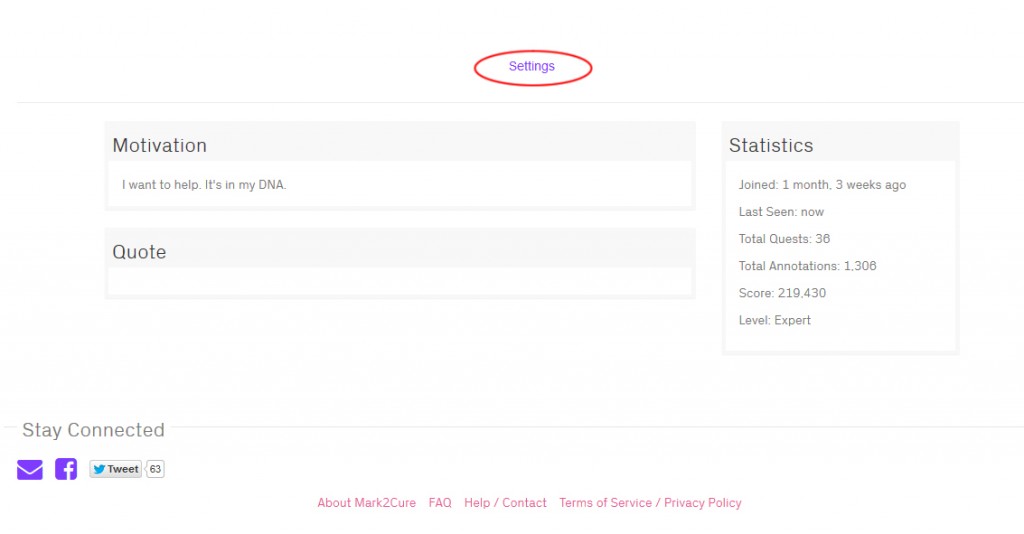 Settings
Motivation
I want to help. It's in my DNA.
Quote
Statistics
Joined: 1 month, 3 weeks ago
Last Seen: now
Total Quests: 36
Total Annotations: 1,306
Score: 219,430
Level: Expert
Stay Connected
Tweet 63
About Mark2Cure FAQ Help / Contact Terms of Service / Privacy Policy